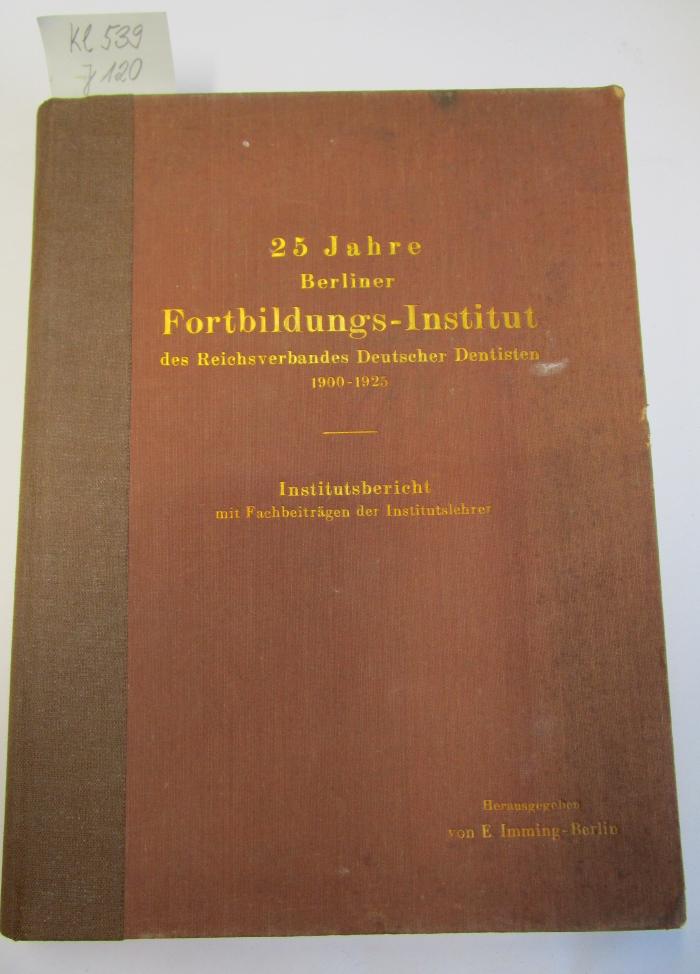 Kl 539
J 120
25 Jahre
Berliner
Fortbildungs-Institut
des Reichsverbandes Deutscher Dentisten
1900-1925
Institutsbericht
mit Fachbeiträgen der Institutslehrer
Herausgegeben
von E. Imming-Berlin